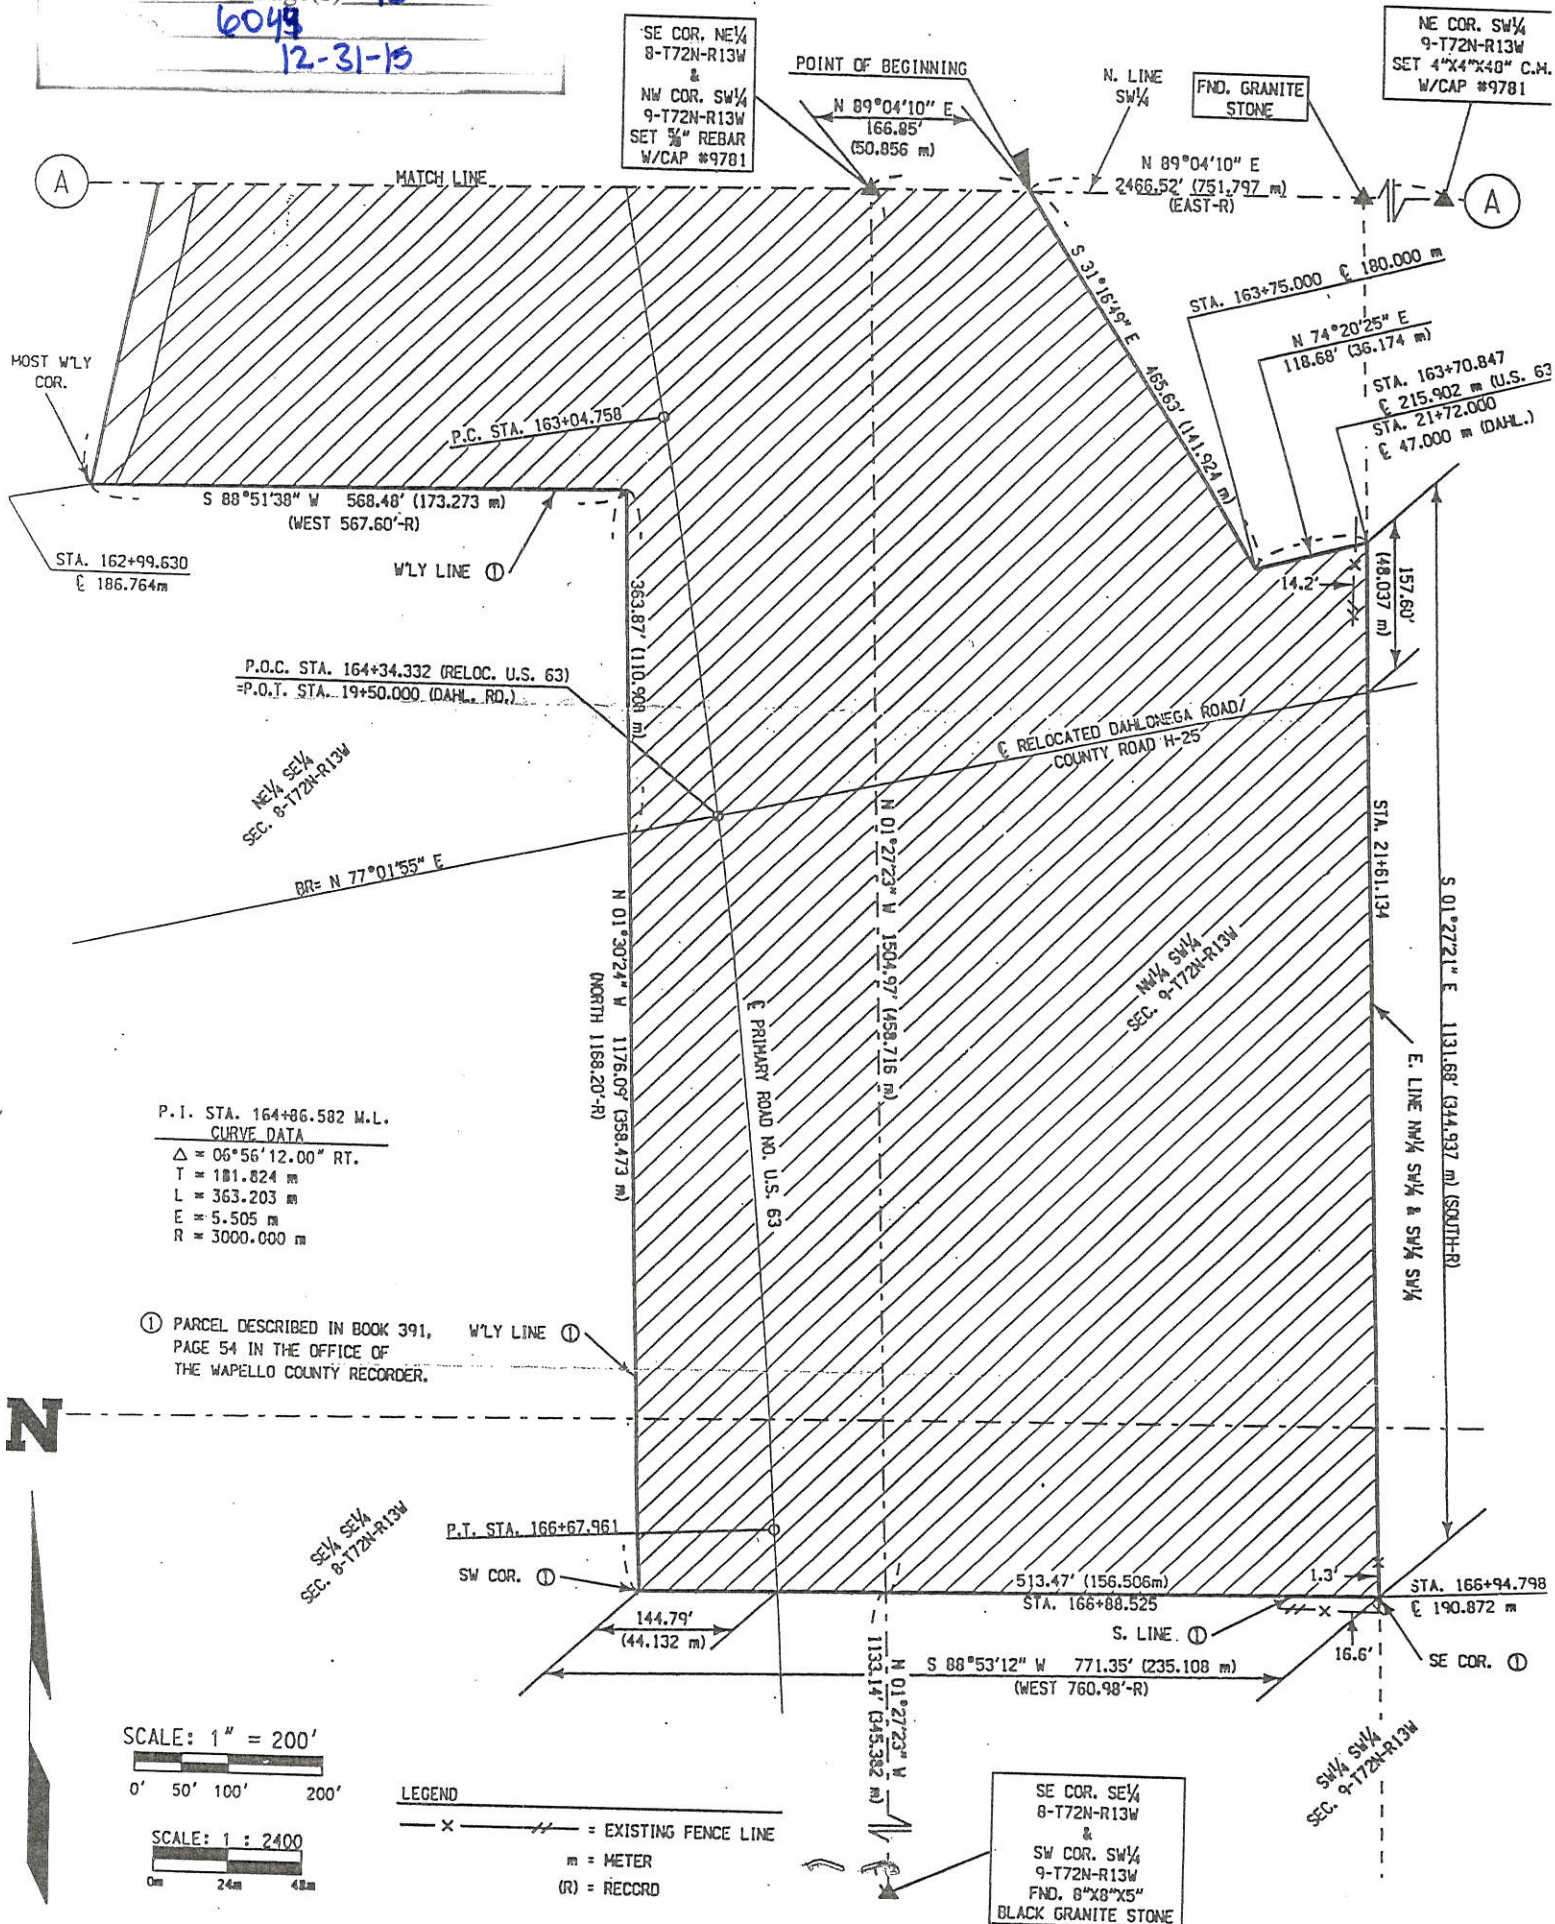 6049
12-31-15
SE COR. NE¼
8-T72N-R13W
&
NW COR. SW¼
9-T72N-R13W
SET ⅝" REBAR
W/CAP #9781
POINT OF BEGINNING
N 89°04'10" E
166.85'
(50.856 m)
N. LINE
SW¼
FND. GRANITE
STONE
NE COR. SW¼
9-T72N-R13W
SET 4"X4"X48" C.M.
W/CAP #9781
A
MATCH LINE
N 89°04'10" E
2466.52' (751.797 m)
(EAST-R)
A
S 31°16'49" E 465.63' (141.924 m)
STA. 163+75.000 ℄ 180.000 m
N 74°20'25" E
118.68' (36.174 m)
STA. 163+70.847
℄ 215.902 m (U.S. 63
STA. 21+72.000
℄ 47.000 m (DAHL.)
MOST W'LY
COR.
P.C. STA. 163+04.758
S 88°51'38" W 568.48' (173.273 m)
(WEST 567.60'-R)
STA. 162+99.630
℄ 186.764m
W'LY LINE ①
363.87' (110.908 m)
14.2'
157.60'
(48.037 m)
P.O.C. STA. 164+34.332 (RELOC. U.S. 63)
=P.O.T. STA. 19+50.000 (DAHL. RD.)
℄ RELOCATED DAHLONEGA ROAD/
COUNTY ROAD H-25
NE¼ SE¼
SEC. 8-T72N-R13W
BR= N 77°01'55" E
N 01°27'23" W 1504.97' (458.716 m)
STA. 21+61.134
S 01°27'21" E 1131.68' (344.937 m) (SOUTH-R)
N 01°30'24" W 1176.09' (358.473 m)
(NORTH 1168.20'-R)
NW¼ SW¼
SEC. 9-T72N-R13W
℄ PRIMARY ROAD NO. U.S. 63
E. LINE NW¼ SW¼ & SW¼ SW¼
P.I. STA. 164+86.582 M.L.
CURVE DATA
△ = 06°56'12.00" RT.
T = 181.824 m
L = 363.203 m
E = 5.505 m
R = 3000.000 m
① PARCEL DESCRIBED IN BOOK 391,
PAGE 54 IN THE OFFICE OF
THE WAPELLO COUNTY RECORDER.
W'LY LINE ①
N
SE¼ SE¼
SEC. 8-T72N-R13W
P.T. STA. 166+67.961
SW COR. ①
513.47' (156.506m)
STA. 166+88.525
1.3'
STA. 166+94.798
℄ 190.872 m
144.79'
(44.132 m)
S. LINE ①
16.6'
SE COR. ①
S 88°53'12" W 771.35' (235.108 m)
(WEST 760.98'-R)
N 01°27'23" W
1133.14' (345.382 m)
SW¼ SW¼
SEC. 9-T72N-R13W
SCALE: 1" = 200'
0' 50' 100' 200'
SCALE: 1 : 2400
0m 24m 48m
LEGEND
x // = EXISTING FENCE LINE
m = METER
(R) = RECORD
SE COR. SE¼
8-T72N-R13W
&
SW COR. SW¼
9-T72N-R13W
FND. 8"X8"X5"
BLACK GRANITE STONE